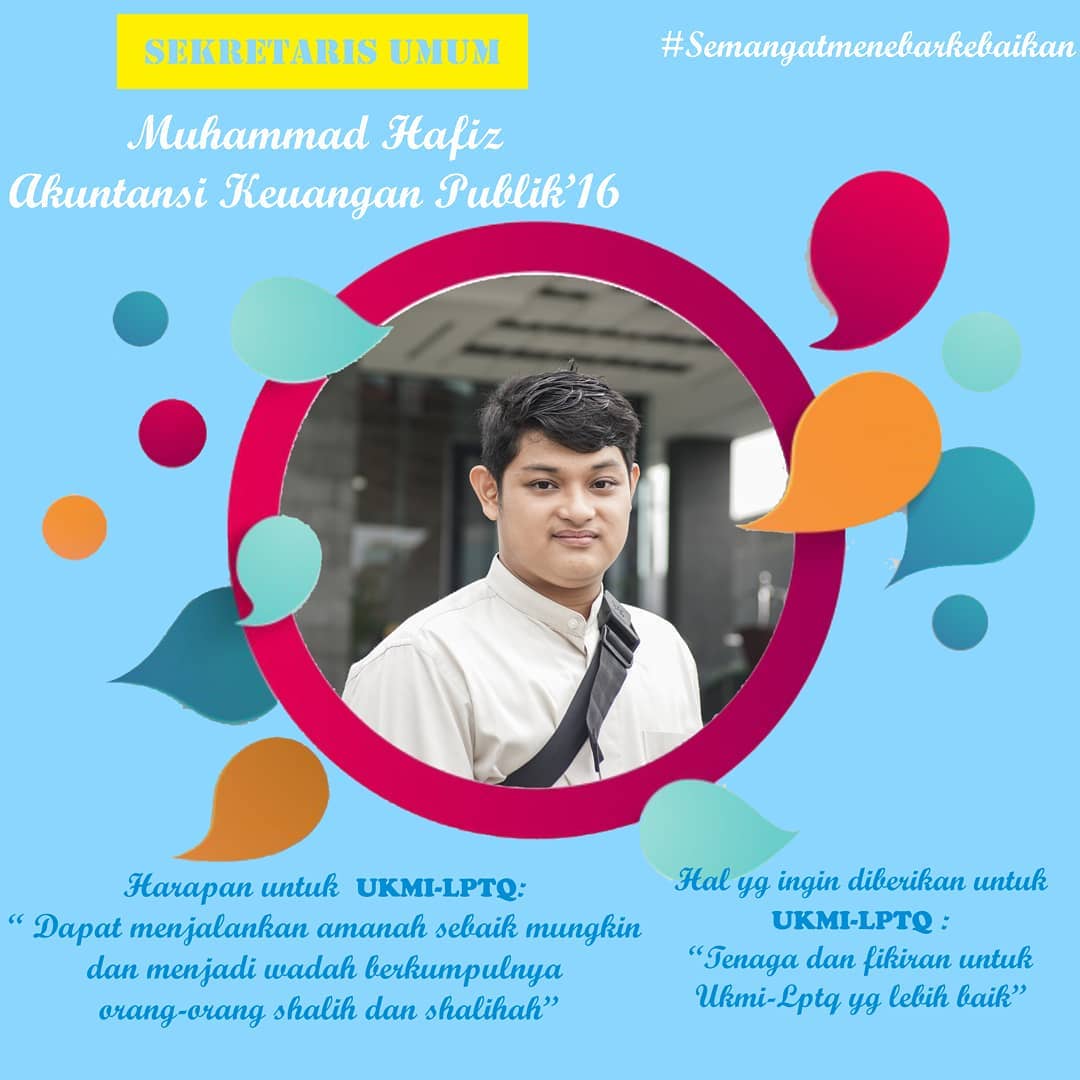 SEKRETARIS UMUM
#Semangatmenebarkebaikan
Muhammad Hafiz
Akuntansi Keuangan Publik'16
Harapan untuk UKMI-LPTQ:
“ Dapat menjalankan amanah sebaik mungkin
dan menjadi wadah berkumpulnya
orang-orang shalih dan shalihah”
Hal yg ingin diberikan untuk
UKMI-LPTQ :
“Tenaga dan fikiran untuk
Ukmi-Lptq yg lebih baik”